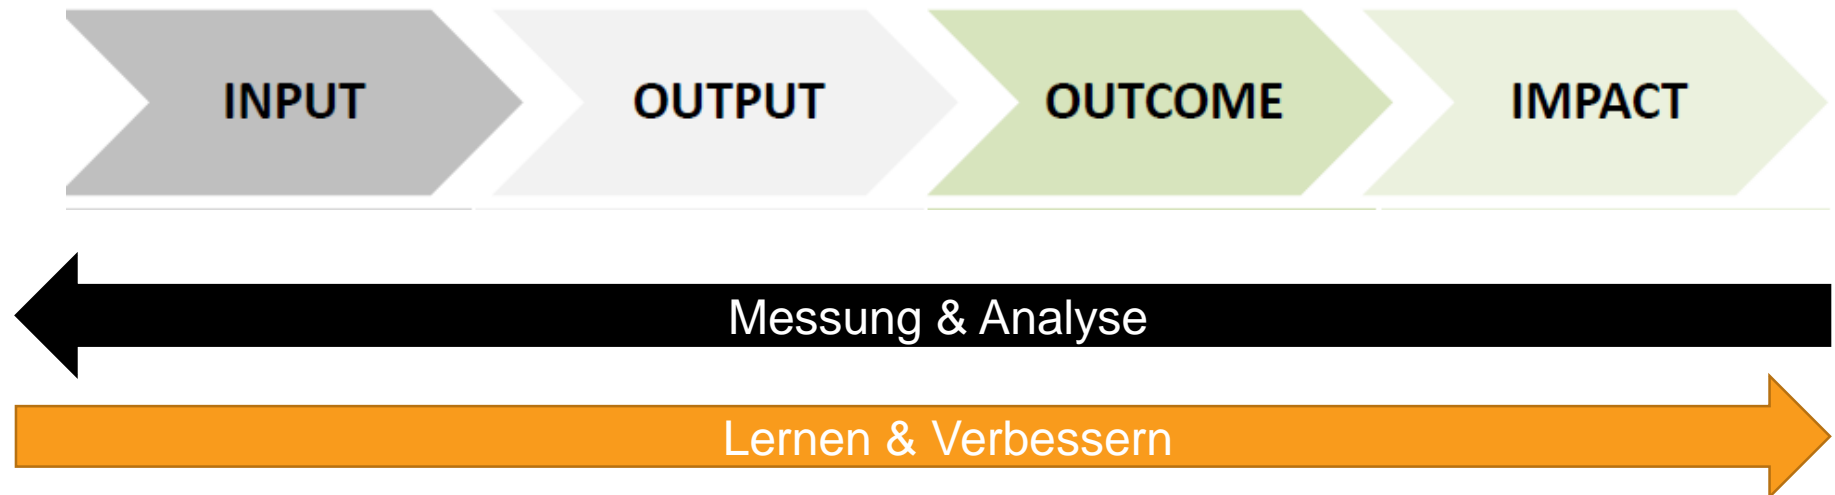 INPUT
OUTPUT
OUTCOME
IMPACT
Messung & Analyse
Lernen & Verbessern